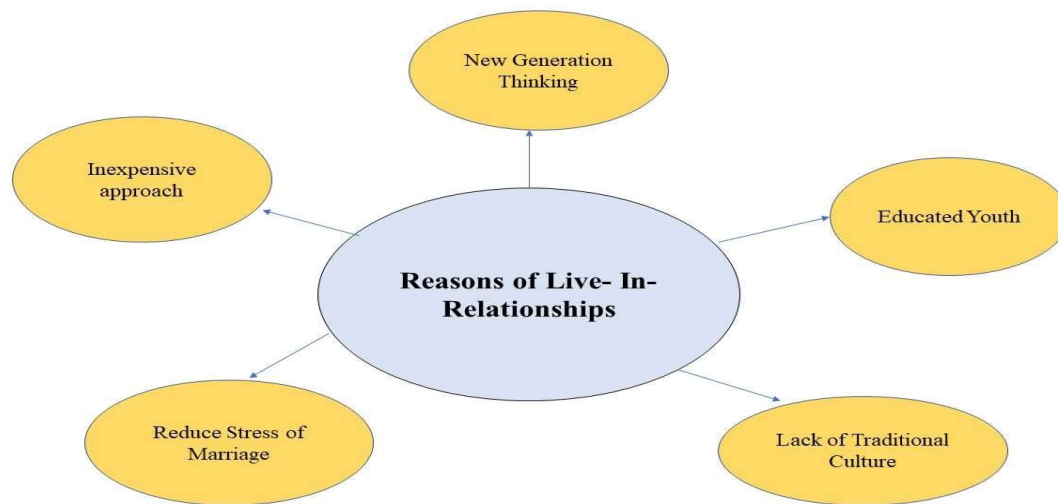 New Generation
Thinking
Inexpensive
approach
Educated Youth
Reasons of Live- In-
Relationships
Reduce Stress of
Marriage
Lack of Traditional
Culture